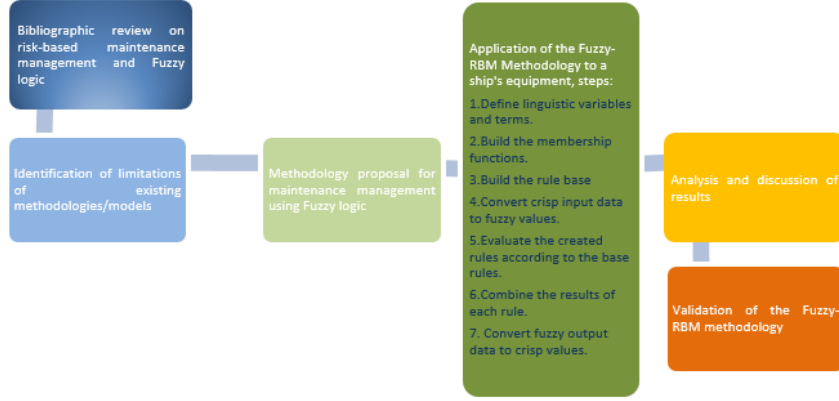 Bibliographic review on
risk-based maintenance
management and Fuzzy
logic
Identification of limitations
of existing
methodologies/models
Methodology proposal for
maintenance management
using Fuzzy logic
Application of the Fuzzy-
RBM Methodology to a
ship's equipment, steps:
1.Define linguistic variables
and terms.
2.Build the membership
functions.
3.Build the rule base
4.Convert crisp input data
to fuzzy values.
5.Evaluate the created
rules according to the base
rules.
6.Combine the results of
each rule.
7. Convert fuzzy output
data to crisp values.
Analysis and discussion of
results
Validation of the Fuzzy-
RBM methodology